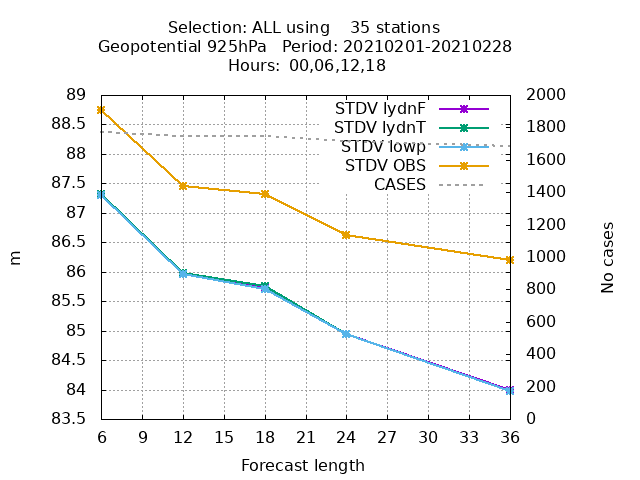 Selection: ALL using    35 stations
Geopotential 925hPa   Period: 20210201-20210228
Hours: 00,06,12,18
STDV lydnF
STDV lydnT
STDV lowp
STDV OBS
CASES
89
88.5
88
87.5
87
86.5
86
85.5
85
84.5
84
83.5
2000
1800
1600
1400
1200
1000
800
600
400
200
0
m
No cases
6 9 12 15 18 21 24 27 30 33 36
Forecast length